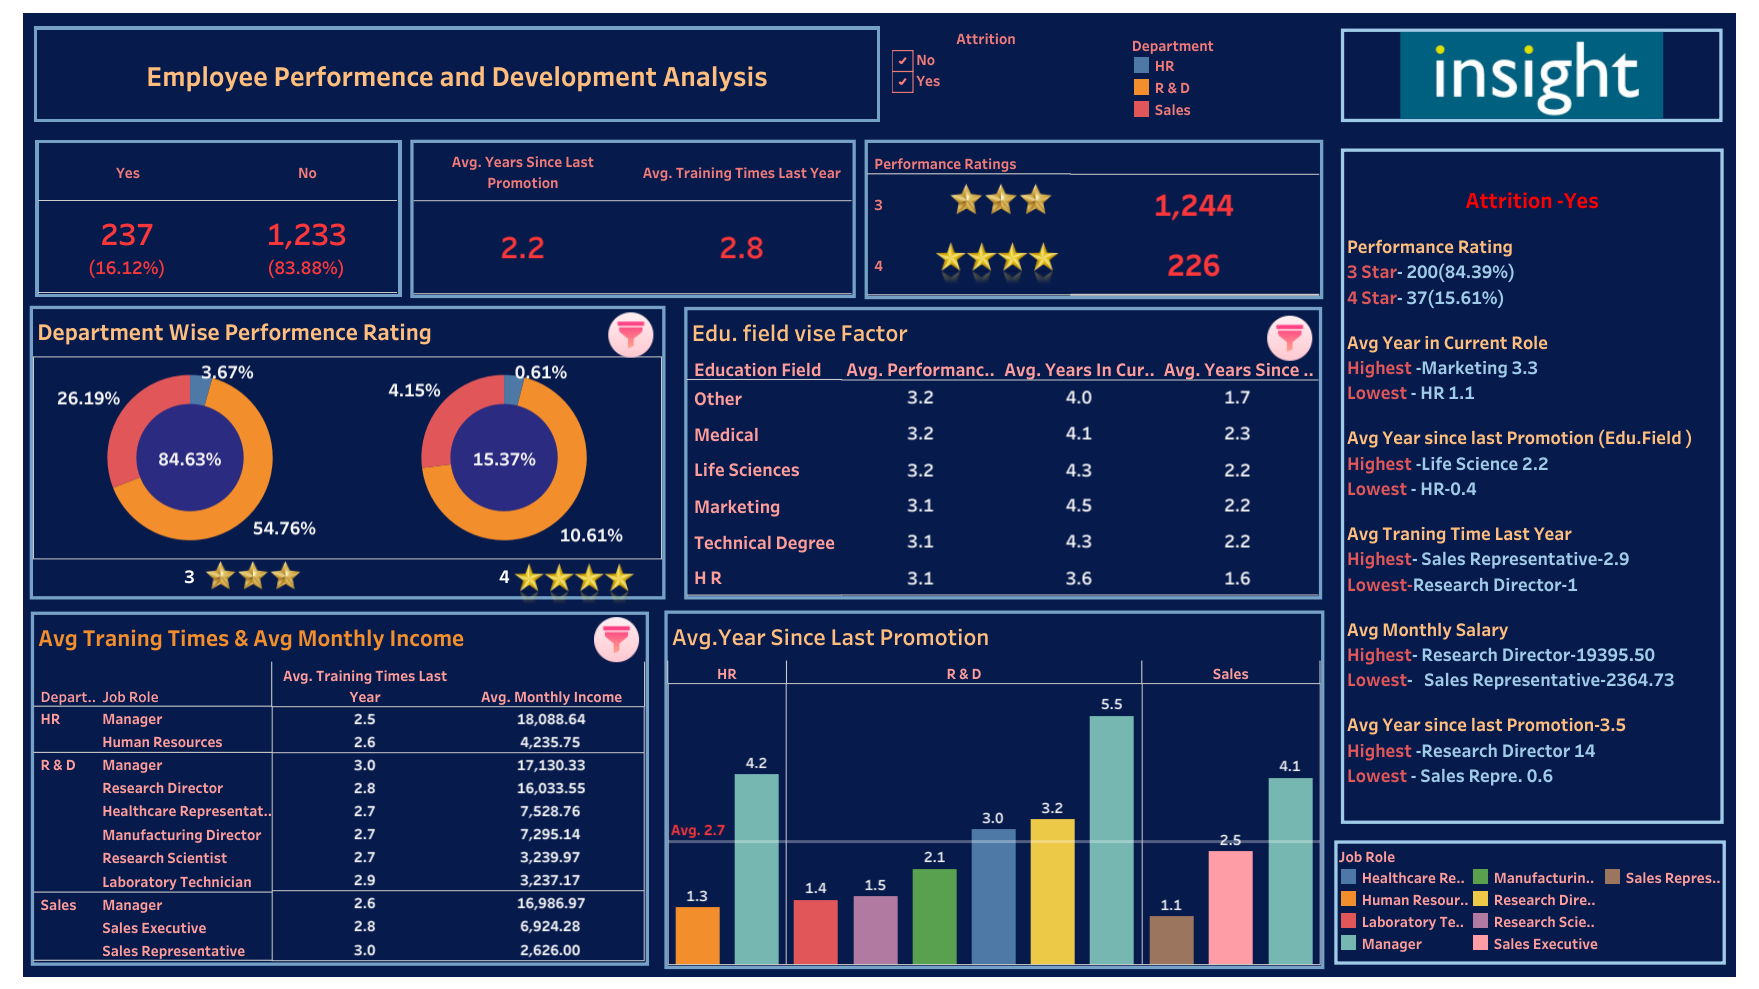 Employee Performence and Development Analysis
Attrition
No
Yes
Department
HR
R & D
Sales
insight
Yes No
237 1,233
(16.12%) (83.88%)
Avg. Years Since Last
Promotion
Avg. Training Times Last Year
2.2 2.8
Performance Ratings
3 1,244
4 226
Department Wise Performence Rating
3.67%
26.19%
84.63%
54.76%
3
0.61%
4.15%
15.37%
10.61%
4
Edu. field vise Factor
Education Field Avg. Performanc.. Avg. Years In Cur.. Avg. Years Since ..
Other 3.2 4.0 1.7
Medical 3.2 4.1 2.3
Life Sciences 3.2 4.3 2.2
Marketing 3.1 4.5 2.2
Technical Degree 3.1 4.3 2.2
H R 3.1 3.6 1.6
Avg Traning Times & Avg Monthly Income
Avg. Training Times Last
Depart.. Job Role Year Avg. Monthly Income
HR Manager 2.5 18,088.64
Human Resources 2.6 4,235.75
R & D Manager 3.0 17,130.33
Research Director 2.8 16,033.55
Healthcare Representat.. 2.7 7,528.76
Manufacturing Director 2.7 7,295.14
Research Scientist 2.7 3,239.97
Laboratory Technician 2.9 3,237.17
Sales Manager 2.6 16,986.97
Sales Executive 2.8 6,924.28
Sales Representative 3.0 2,626.00
Avg.Year Since Last Promotion
HR R & D Sales
Avg. 2.7
1.3
4.2
1.4
1.5
2.1
3.0
3.2
5.5
1.1
2.5
4.1
Attrition -Yes
Performance Rating
3 Star- 200(84.39%)
4 Star- 37(15.61%)
Avg Year in Current Role
Highest -Marketing 3.3
Lowest - HR 1.1
Avg Year since last Promotion (Edu.Field )
Highest -Life Science 2.2
Lowest - HR-0.4
Avg Traning Time Last Year
Highest- Sales Representative-2.9
Lowest-Research Director-1
Avg Monthly Salary
Highest- Research Director-19395.50
Lowest- Sales Representative-2364.73
Avg Year since last Promotion-3.5
Highest -Research Director 14
Lowest - Sales Repre. 0.6
Job Role
Healthcare Re.. Manufacturin.. Sales Repres..
Human Resour.. Research Dire..
Laboratory Te.. Research Scie..
Manager Sales Executive